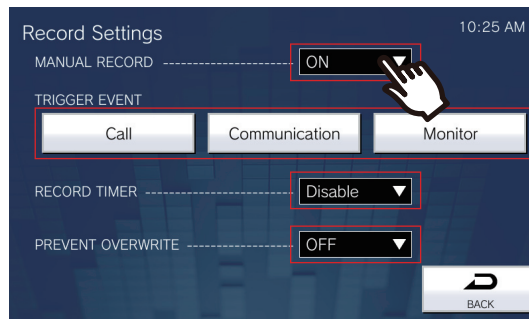 Record Settings 10:25 AM
MANUAL RECORD ON
TRIGGER EVENT
Call Communication Monitor
RECORD TIMER Disable
PREVENT OVERWRITE OFF
BACK